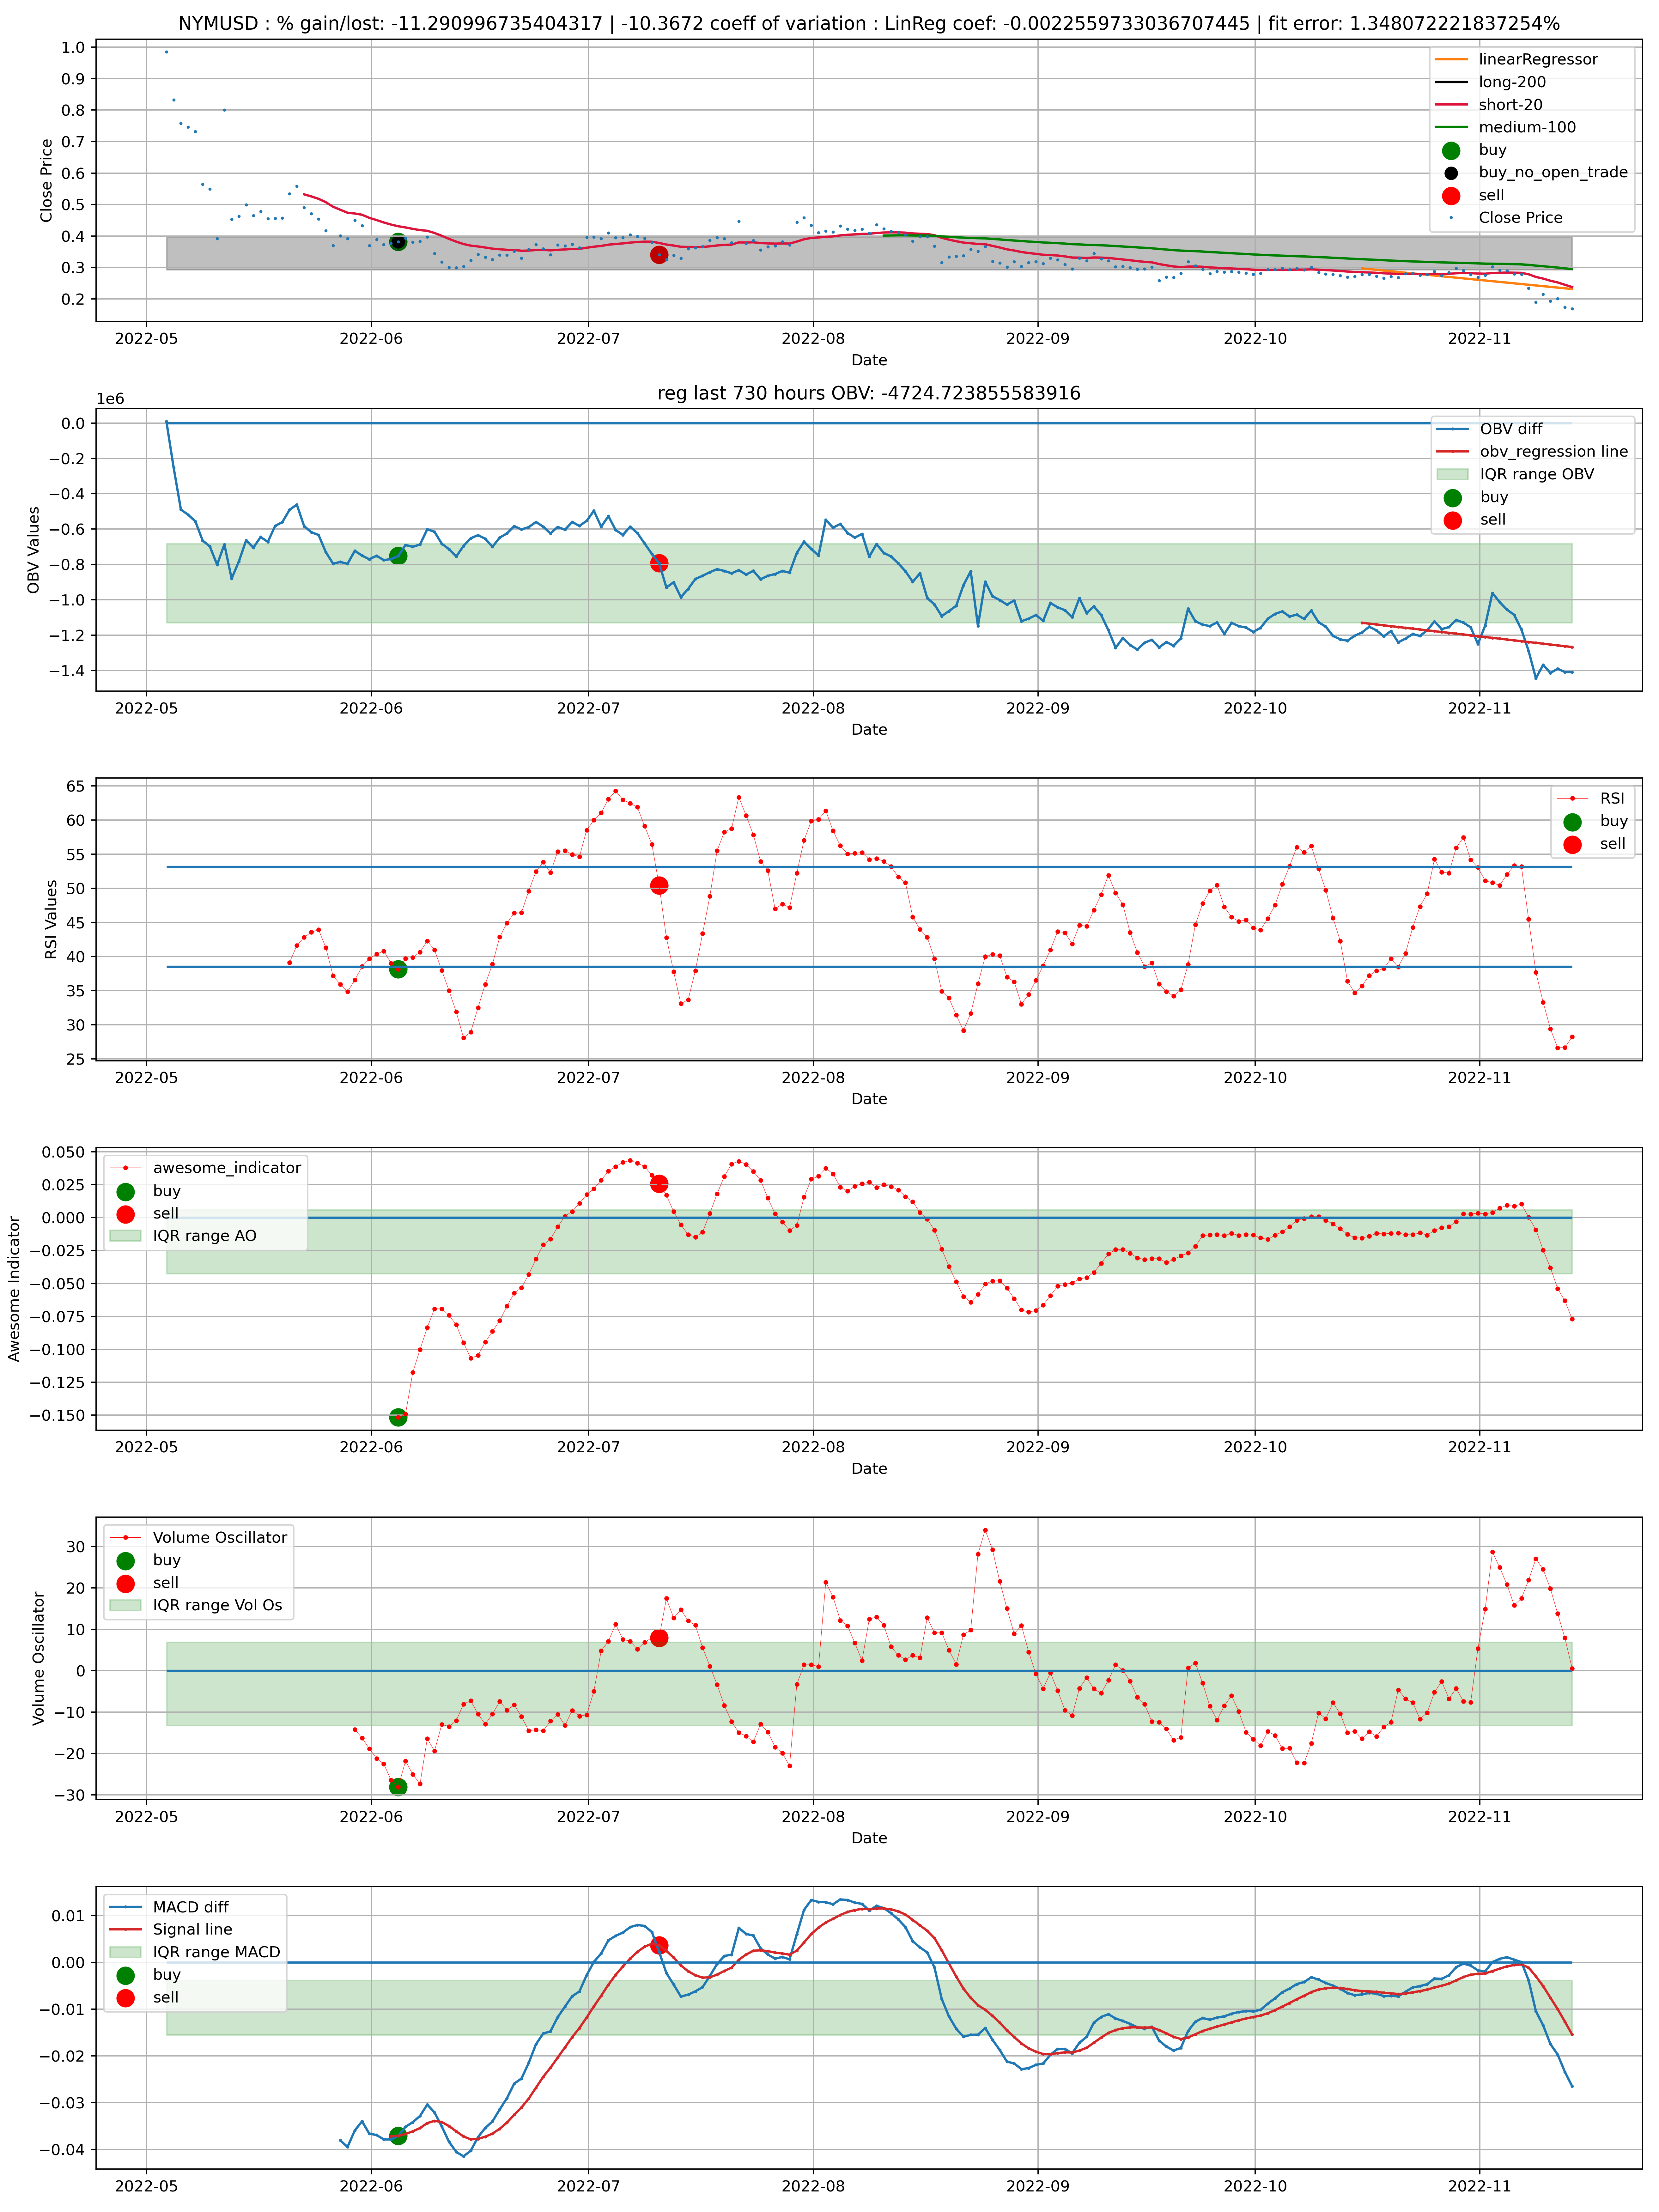 NYMUSD : % gain/lost: -11.290996735404317 | -10.3672 coeff of variation : LinReg coef: -0.0022559733036707445 | fit error: 1.348072221837254%
1.0
0.9
0.8
0.7
0.6
0.5
0.4
0.3
0.2
Close Price
linearRegressor
long-200
short-20
medium-100
buy
buy_no_open_trade
sell
Close Price
2022-05 2022-06 2022-07 2022-08 2022-09 2022-10 2022-11
Date
reg last 730 hours OBV: -4724.723855583916
1e6
0.0
−0.2
−0.4
−0.6
−0.8
−1.0
−1.2
−1.4
OBV Values
OBV diff
obv_regression line
IQR range OBV
buy
sell
2022-05 2022-06 2022-07 2022-08 2022-09 2022-10 2022-11
Date
65
60
55
50
45
40
35
30
25
RSI Values
RSI
buy
sell
2022-05 2022-06 2022-07 2022-08 2022-09 2022-10 2022-11
Date
0.050
0.025
0.000
−0.025
−0.050
−0.075
−0.100
−0.125
−0.150
Awesome Indicator
awesome_indicator
buy
sell
IQR range AO
2022-05 2022-06 2022-07 2022-08 2022-09 2022-10 2022-11
Date
30
20
10
0
−10
−20
−30
Volume Oscillator
Volume Oscillator
buy
sell
IQR range Vol Os
2022-05 2022-06 2022-07 2022-08 2022-09 2022-10 2022-11
Date
0.01
0.00
−0.01
−0.02
−0.03
−0.04
MACD diff
Signal line
IQR range MACD
buy
sell
2022-05 2022-06 2022-07 2022-08 2022-09 2022-10 2022-11